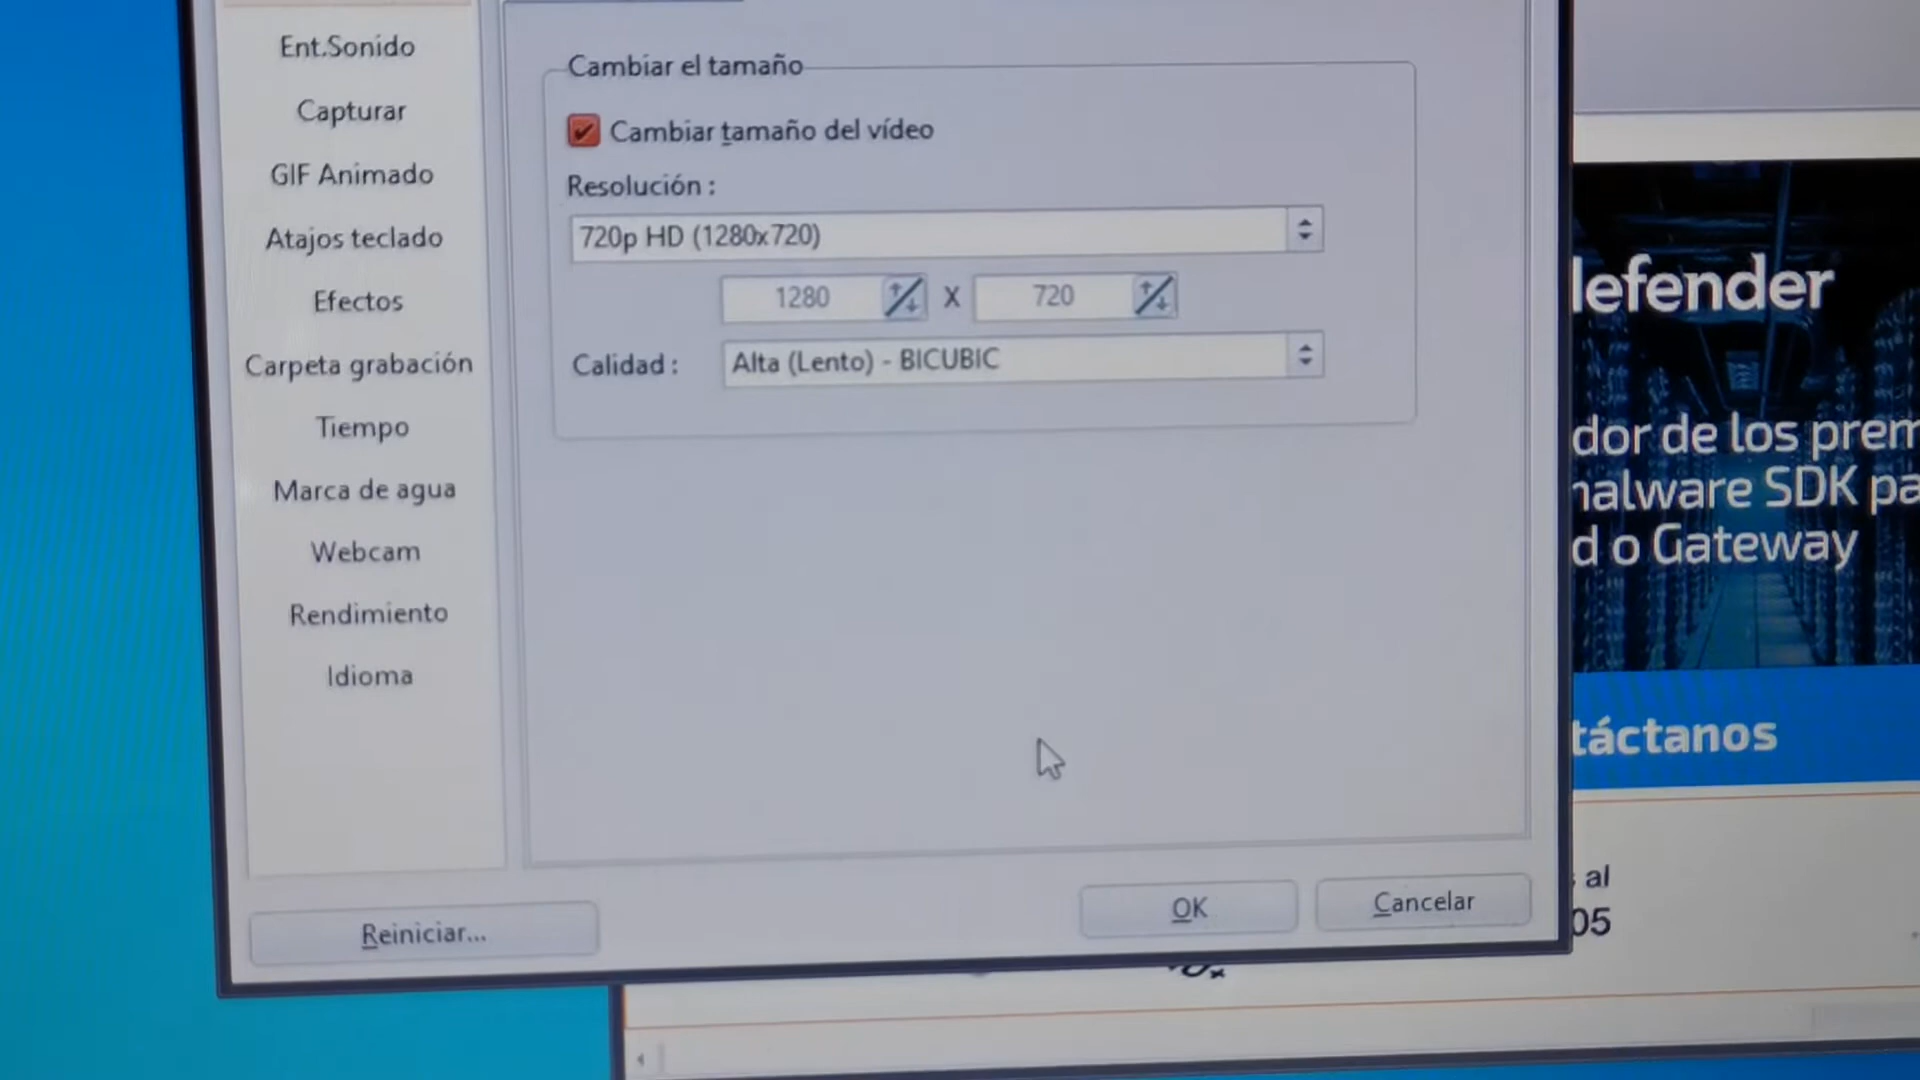 Ent.Sonido
Capturar
GIF Animado
Atajos teclado
Efectos
Carpeta grabación
Tiempo
Marca de agua
Webcam
Rendimiento
Idioma
Reiniciar...
Cambiar el tamaño
Cambiar tamaño del vídeo
Resolución :
720p HD (1280x720)
1280 X 720
Calidad : Alta (Lento) - BICUBIC
OK Cancelar
defender
dor de los prem
malware SDK pa
d o Gateway
táctanos
al
05